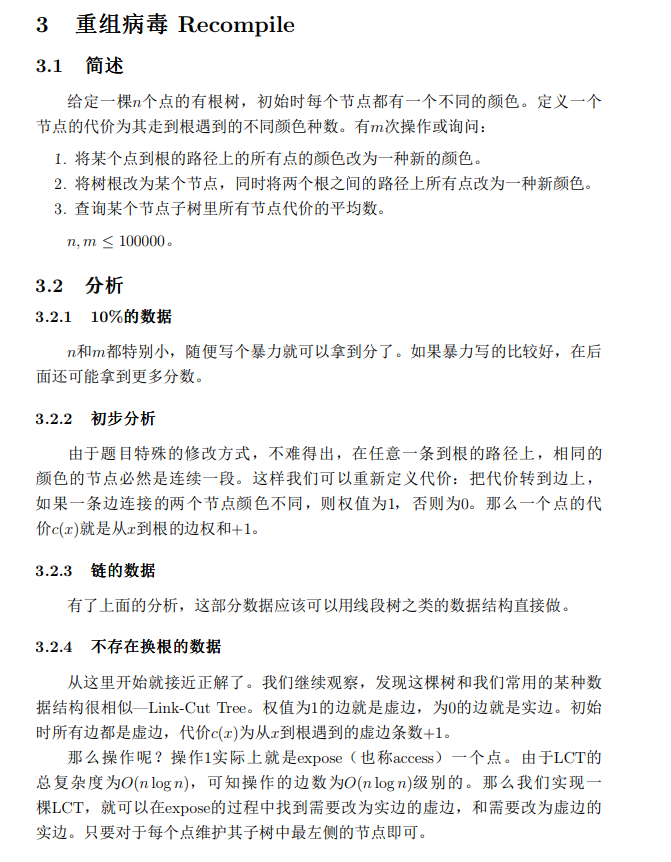 3 重组病毒 Recompile
3.1 简述
给定一棵n个点的有根树，初始时每个节点都有一个不同的颜色。定义一个
节点的代价为其走到根遇到的不同颜色种数。有m次操作或询问：
1. 将某个点到根的路径上的所有点的颜色改为一种新的颜色。
2. 将树根改为某个节点，同时将两个根之间的路径上所有点改为一种新颜色。
3. 查询某个节点子树里所有节点代价的平均数。
n, m ≤ 100000。
3.2 分析
3.2.1 10%的数据
n和m都特别小，随便写个暴力就可以拿到分了。如果暴力写的比较好，在后
面还可能拿到更多分数。
3.2.2 初步分析
由于题目特殊的修改方式，不难得出，在任意一条到根的路径上，相同的
颜色的节点必然是连续一段。这样我们可以重新定义代价：把代价转到边上，
如果一条边连接的两个节点颜色不同，则权值为1，否则为0。那么一个点的代
价c(x)就是从x到根的边权和+1。
3.2.3 链的数据
有了上面的分析，这部分数据应该可以用线段树之类的数据结构直接做。
3.2.4 不存在换根的数据
从这里开始就接近正解了。我们继续观察，发现这棵树和我们常用的某种数
据结构很相似—Link-Cut Tree。权值为1的边就是虚边，为0的边就是实边。初始
时所有边都是虚边，代价c(x)为从x到根遇到的虚边条数+1。
那么操作呢？操作1实际上就是expose（也称access）一个点。由于LCT的
总复杂度为O(n log n)，可知操作的边数为O(n log n)级别的。那么我们实现一
棵LCT，就可以在expose的过程中找到需要改为实边的虚边，和需要改为虚边的
实边。只要对于每个点维护其子树中最左侧的节点即可。